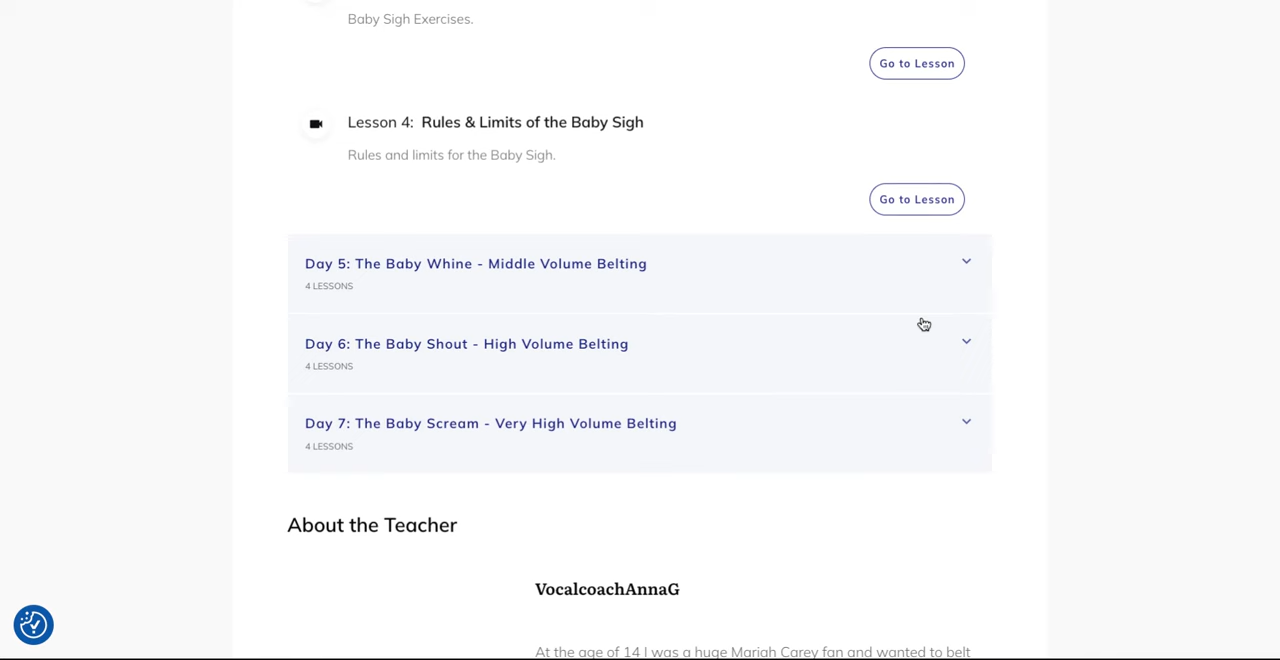 Baby Sigh Exercises.
Go to Lesson
Lesson 4: Rules & Limits of the Baby Sigh
Rules and limits for the Baby Sigh.
Go to Lesson
Day 5: The Baby Whine - Middle Volume Belting
4 LESSONS
Day 6: The Baby Shout - High Volume Belting
4 LESSONS
Day 7: The Baby Scream - Very High Volume Belting
4 LESSONS
About the Teacher
VocalcoachAnnaG
At the age of 14 I was a huge Mariah Carey fan and wanted to belt